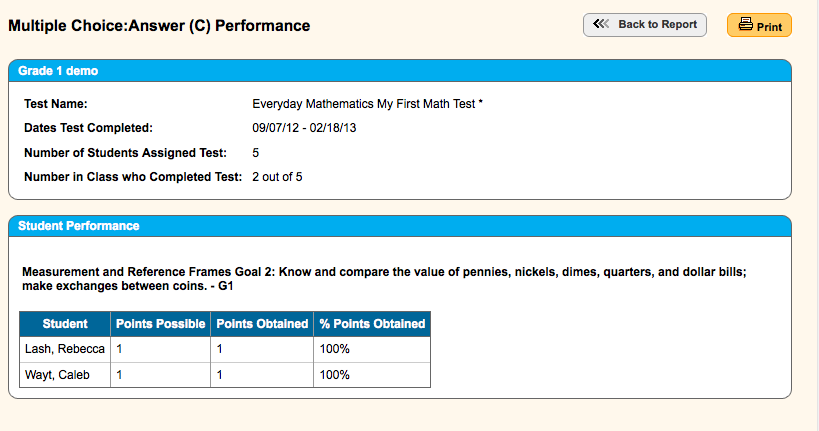 Multiple Choice:Answer (C) Performance
Back to Report
Print
Grade 1 demo
Test Name: Everyday Mathematics My First Math Test *
Dates Test Completed: 09/07/12 - 02/18/13
Number of Students Assigned Test: 5
Number in Class who Completed Test: 2 out of 5
Student Performance
Measurement and Reference Frames Goal 2: Know and compare the value of pennies, nickels, dimes, quarters, and dollar bills;
make exchanges between coins. - G1
Student Points Possible Points Obtained % Points Obtained
Lash, Rebecca 1 1 100%
Wayt, Caleb 1 1 100%